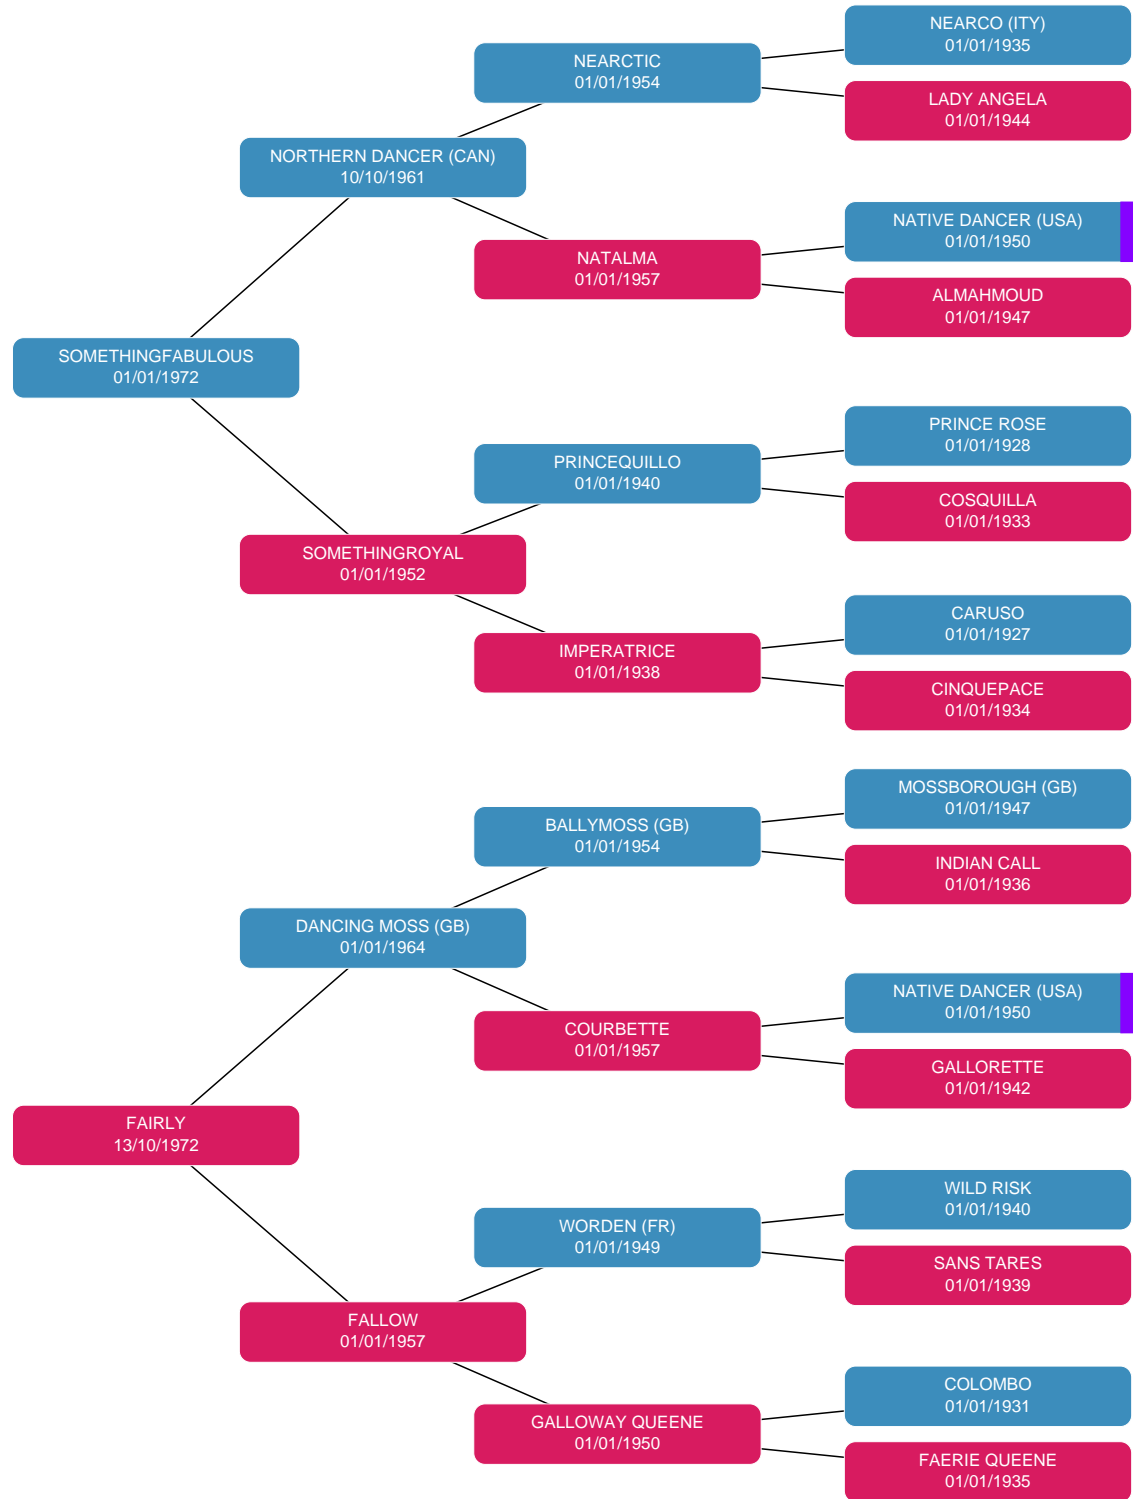 NEARCO (ITY)
01/01/1935
NEARCTIC
01/01/1954
LADY ANGELA
01/01/1944
NORTHERN DANCER (CAN)
10/10/1961
NATIVE DANCER (USA)
01/01/1950
NATALMA
01/01/1957
ALMAHMOUD
01/01/1947
SOMETHINGFABULOUS
01/01/1972
PRINCE ROSE
01/01/1928
PRINCEQUILLO
01/01/1940
COSQUILLA
01/01/1933
SOMETHINGROYAL
01/01/1952
CARUSO
01/01/1927
IMPERATRICE
01/01/1938
CINQUEPACE
01/01/1934
MOSSBOROUGH (GB)
01/01/1947
BALLYMOSS (GB)
01/01/1954
INDIAN CALL
01/01/1936
DANCING MOSS (GB)
01/01/1964
NATIVE DANCER (USA)
01/01/1950
COURBETTE
01/01/1957
GALLORETTE
01/01/1942
FAIRLY
13/10/1972
WILD RISK
01/01/1940
WORDEN (FR)
01/01/1949
SANS TARES
01/01/1939
FALLOW
01/01/1957
COLOMBO
01/01/1931
GALLOWAY QUEENE
01/01/1950
FAERIE QUEENE
01/01/1935